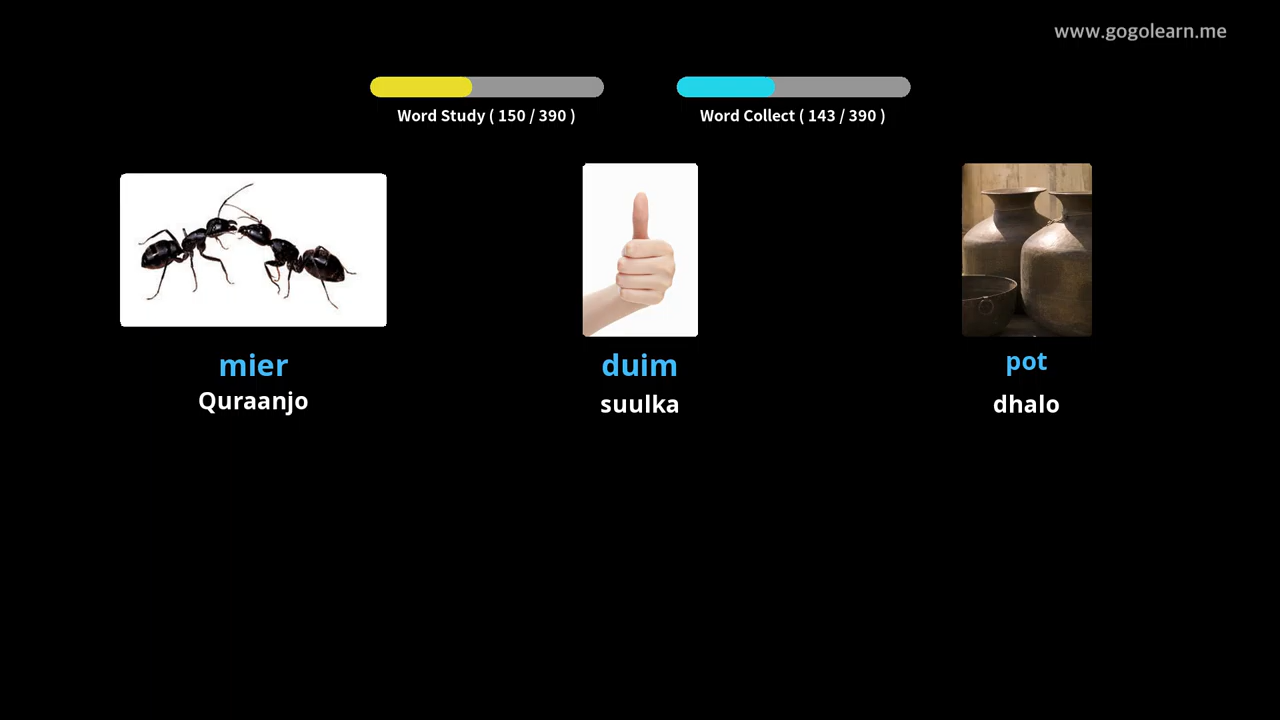 www.gogolearn.me
Word Study ( 150 / 390 )
Word Collect ( 143 / 390 )
mier
Quraanjo
duim
suulka
pot
dhalo